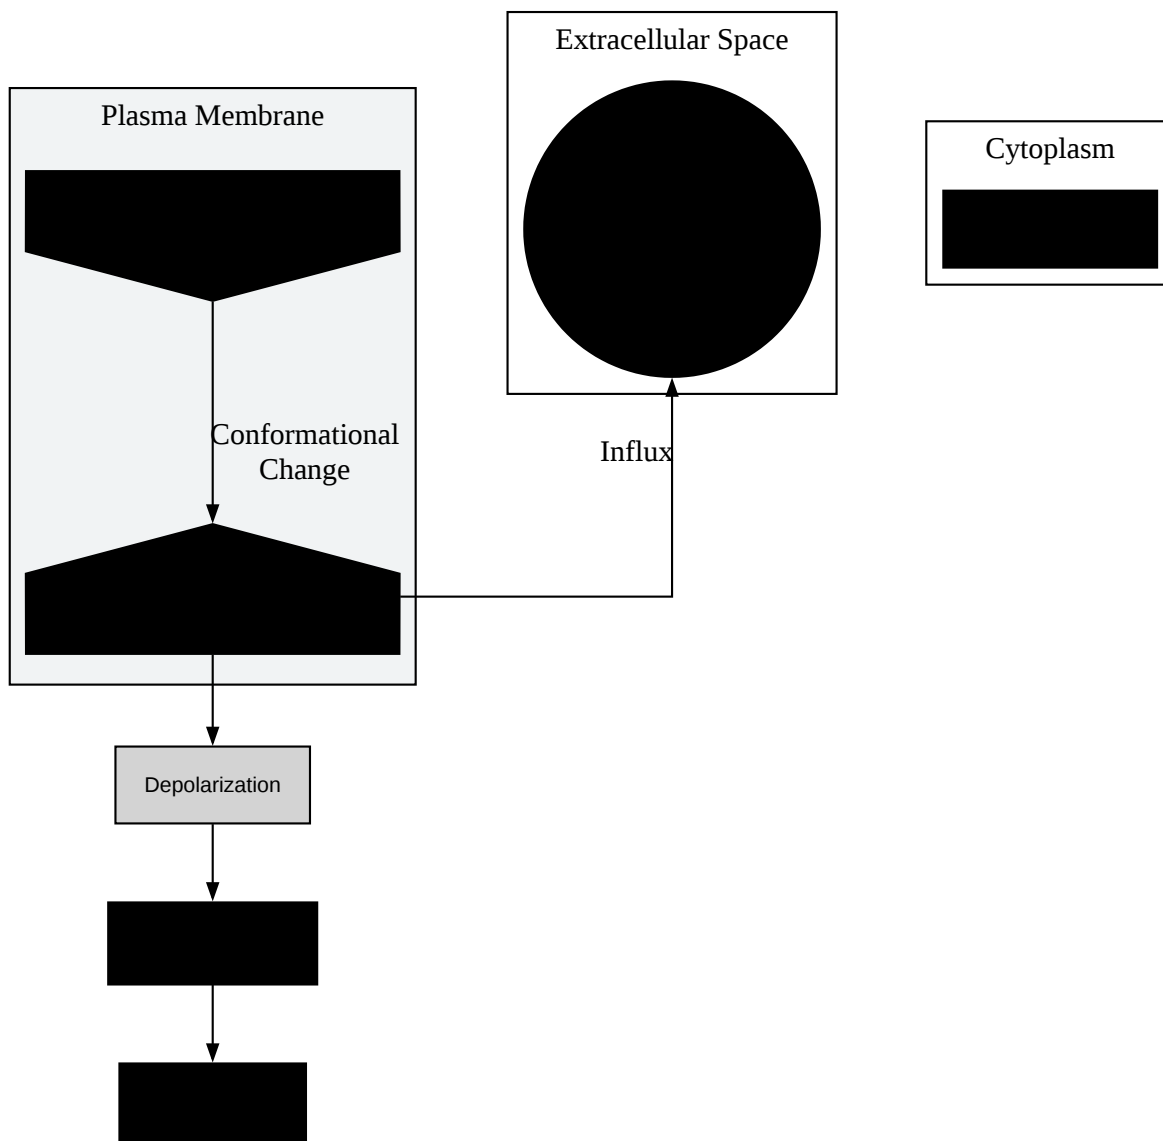 Extracellular Space
Plasma Membrane
Cytoplasm
Conformational
Change
Influx
Depolarization